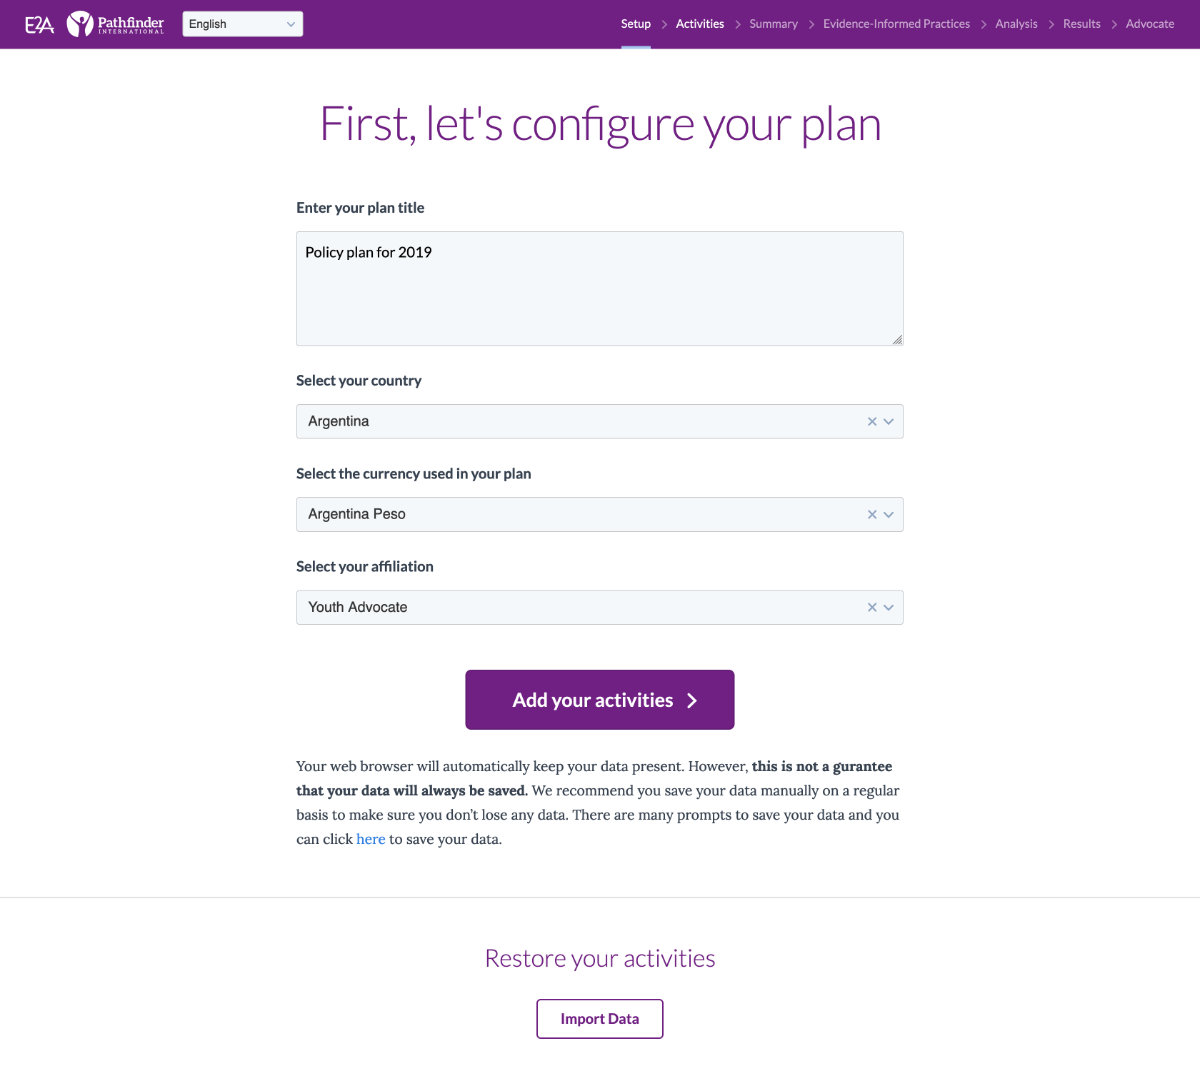 E2A Pathfinder INTERNATIONAL English Setup Activities Summary Evidence-Informed Practices Analysis Results Advocate
First, let's configure your plan
Enter your plan title
Policy plan for 2019
Select your country
Argentina
Select the currency used in your plan
Argentina Peso
Select your affiliation
Youth Advocate
Add your activities
Your web browser will automatically keep your data present. However, this is not a gurantee
that your data will always be saved. We recommend you save your data manually on a regular
basis to make sure you don't lose any data. There are many prompts to save your data and you
can click here to save your data.
Restore your activities
Import Data